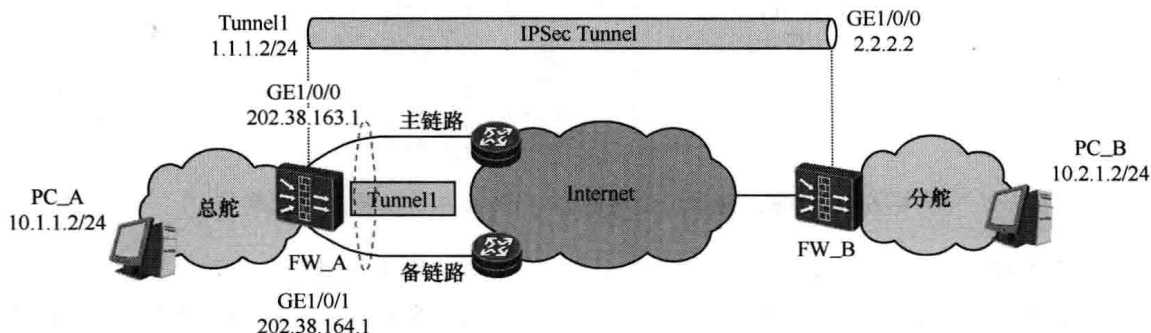 Tunnel1
1.1.1.2/24
IPSec Tunnel
GE1/0/0
2.2.2.2
GE1/0/0
202.38.163.1
主链路
PC_A
10.1.1.2/24
总舵
Tunnel1
Internet
分舵
PC_B
10.2.1.2/24
FW_A
备链路
FW_B
GE1/0/1
202.38.164.1